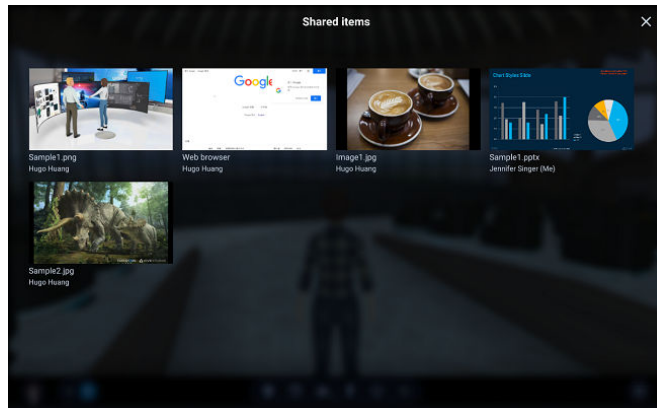 Shared items
Sample1.png
Hugo Huang
Google
Web browser
Hugo Huang
Image1.jpg
Hugo Huang
Chart Styles Slide
Sample1.pptx
Jennifer Singer (Me)
Sample2.jpg
Hugo Huang